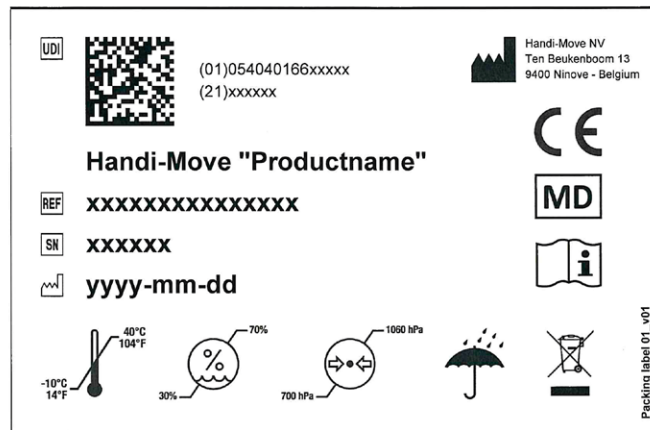 UDI
(01)054040166xxxxx
(21)xxxxxx
Handi-Move NV
Ten Beukenboom 13
9400 Ninove - Belgium
CE
Handi-Move "Productname"
REF xxxxxxxxxxxxxxx
MD
SN xxxxxx
i
yyyy-mm-dd
40°C
104°F
-10°C
14°F
70%
%
30%
1060 hPa
700 hPa
Packing label 01_v01